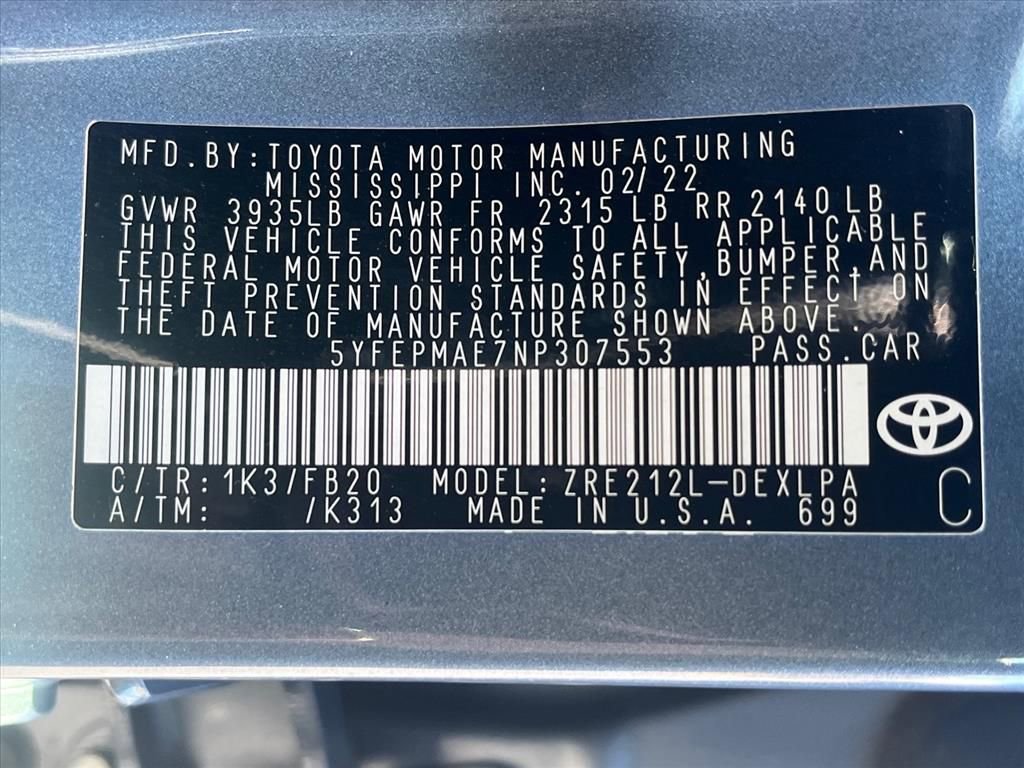 MFD.BY:TOYOTA MOTOR MANUFACTURING
MISSISSIPPI INC. 02/22
GVWR 3935LB GAWR FR 2315 LB RR 2140 LB
THIS VEHICLE CONFORMS TO ALL APPLICABLE
FEDERAL MOTOR VEHICLE SAFETY,BUMPER,AND
THEFT PREVENTION STANDARDS IN EFFECT ON
THE DATE OF MANUFACTURE SHOWN ABOVE.
5YFEPMAE7NP307553 PASS.CAR
C/TR: 1K3/FB20 MODEL: ZRE212L-DEXLPA
A/TM: /K313 MADE IN U.S.A. 699
C